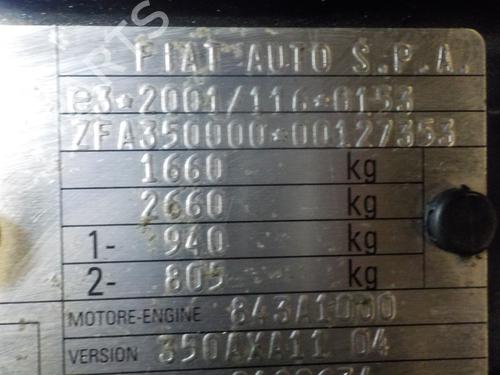 FIAT AUTO S.P.A.
e3*2001/116*0153
ZFA350000*00127353
1660 kg
2660 kg
1- 940 kg
2- 805 kg
MOTORE-ENGINE 843A1000
VERSION 350AXA11 04